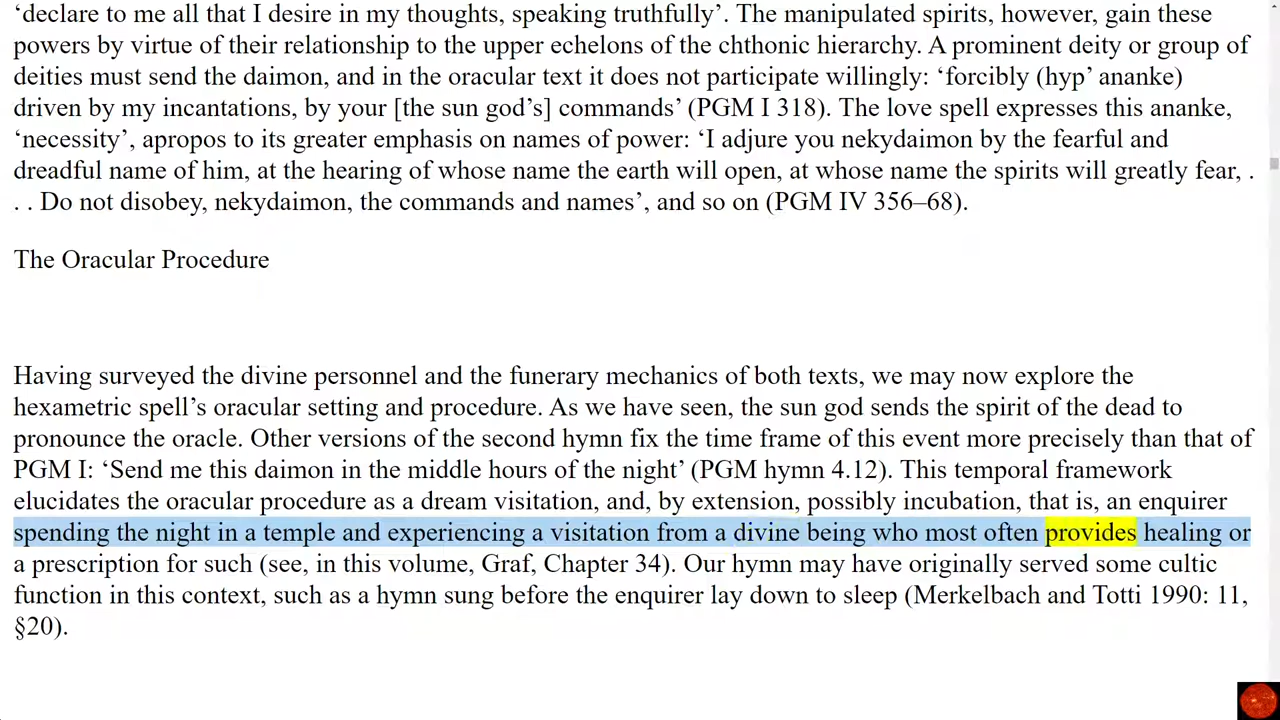 ‘declare to me all that I desire in my thoughts, speaking truthfully’. The manipulated spirits, however, gain these
powers by virtue of their relationship to the upper echelons of the chthonic hierarchy. A prominent deity or group of
deities must send the daimon, and in the oracular text it does not participate willingly: ‘forcibly (hyp’ ananke)
driven by my incantations, by your [the sun god’s] commands’ (PGM I 318). The love spell expresses this ananke,
‘necessity’, apropos to its greater emphasis on names of power: ‘I adjure you nekydaimon by the fearful and
dreadful name of him, at the hearing of whose name the earth will open, at whose name the spirits will greatly fear, .
. . Do not disobey, nekydaimon, the commands and names’, and so on (PGM IV 356–68).
The Oracular Procedure
Having surveyed the divine personnel and the funerary mechanics of both texts, we may now explore the
hexametric spell’s oracular setting and procedure. As we have seen, the sun god sends the spirit of the dead to
pronounce the oracle. Other versions of the second hymn fix the time frame of this event more precisely than that of
PGM I: ‘Send me this daimon in the middle hours of the night’ (PGM hymn 4.12). This temporal framework
elucidates the oracular procedure as a dream visitation, and, by extension, possibly incubation, that is, an enquirer
spending the night in a temple and experiencing a visitation from a divine being who most often provides healing or
a prescription for such (see, in this volume, Graf, Chapter 34). Our hymn may have originally served some cultic
function in this context, such as a hymn sung before the enquirer lay down to sleep (Merkelbach and Totti 1990: 11,
§20).